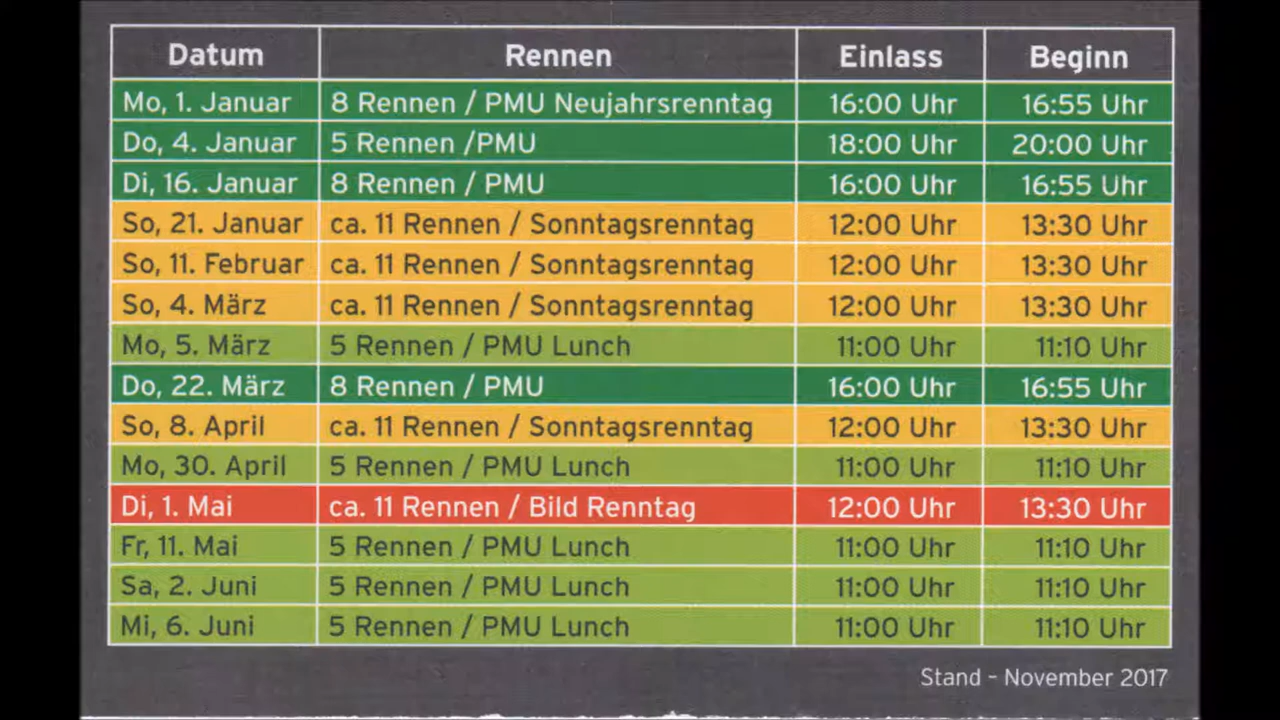 Datum Rennen Einlass Beginn
Mo, 1. Januar 8 Rennen / PMU Neujahrsrenntag 16:00 Uhr 16:55 Uhr
Do, 4. Januar 5 Rennen /PMU 18:00 Uhr 20:00 Uhr
Di, 16. Januar 8 Rennen / PMU 16:00 Uhr 16:55 Uhr
So, 21. Januar ca. 11 Rennen / Sonntagsrenntag 12:00 Uhr 13:30 Uhr
So, 11. Februar ca. 11 Rennen / Sonntagsrenntag 12:00 Uhr 13:30 Uhr
So, 4. März ca. 11 Rennen / Sonntagsrenntag 12:00 Uhr 13:30 Uhr
Mo, 5. März 5 Rennen / PMU Lunch 11:00 Uhr 11:10 Uhr
Do, 22. März 8 Rennen / PMU 16:00 Uhr 16:55 Uhr
So, 8. April ca. 11 Rennen / Sonntagsrenntag 12:00 Uhr 13:30 Uhr
Mo, 30. April 5 Rennen / PMU Lunch 11:00 Uhr 11:10 Uhr
Di, 1. Mai ca. 11 Rennen / Bild Renntag 12:00 Uhr 13:30 Uhr
Fr, 11. Mai 5 Rennen / PMU Lunch 11:00 Uhr 11:10 Uhr
Sa, 2. Juni 5 Rennen / PMU Lunch 11:00 Uhr 11:10 Uhr
Mi, 6. Juni 5 Rennen / PMU Lunch 11:00 Uhr 11:10 Uhr
Stand - November 2017